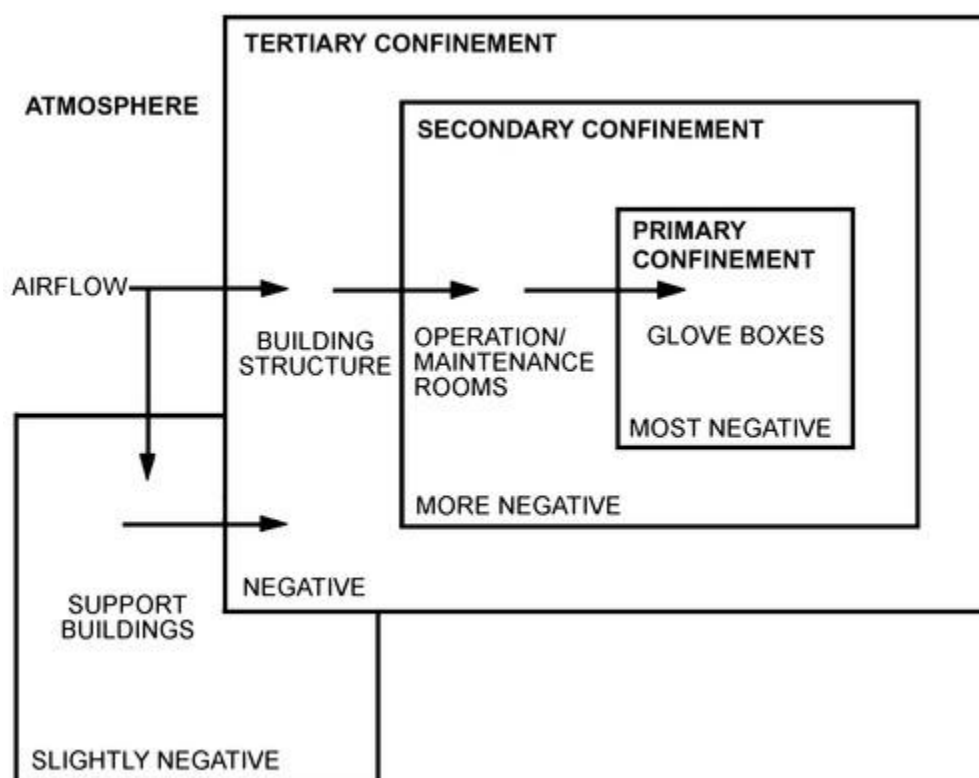 TERTIARY CONFINEMENT
ATMOSPHERE
SECONDARY CONFINEMENT
PRIMARY
CONFINEMENT
AIRFLOW
BUILDING
STRUCTURE
OPERATION/
MAINTENANCE
ROOMS
GLOVE BOXES
MOST NEGATIVE
MORE NEGATIVE
NEGATIVE
SUPPORT
BUILDINGS
SLIGHTLY NEGATIVE